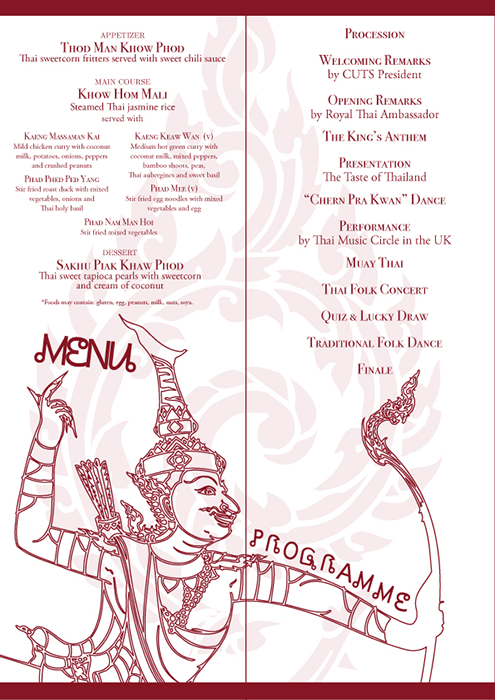 APPETIZER
THOD MAN KHOW PHOD
Thai sweetcorn fritters served with sweet chili sauce
MAIN COURSE
KHOW HOM MALI
Steamed Thai jasmine rice
served with
KAENG MASSAMAN KAI
Mild chicken curry with coconut
milk, potatoes, onions, peppers
and crushed peanuts
PHAD PHED PED YANG
Stir fried roast duck with mixed
vegetables, onions and
Thai holy basil
KAENG KEAW WAN (V)
Medium hot green curry with
coconut milk, mixed peppers,
bamboo shoots, peas,
Thai aubergines and sweet basil
PHAD MEE (V)
Stir fried egg noodles with mixed
vegetables and egg
PHAD NAM MAN HOI
Stir fried mixed vegetables
DESSERT
SAKHU PIAK KHAW PHOD
Thai sweet tapioca pearls with sweetcorn
and cream of coconut
*Foods may contain: gluten, egg, peanuts, milk, nuts, soya.
MENU
PROCESSION
WELCOMING REMARKS
by CUTS President
OPENING REMARKS
by Royal Thai Ambassador
THE KING'S ANTHEM
PRESENTATION
The Taste of Thailand
"CHERN PRA KWAN" DANCE
PERFORMANCE
by Thai Music Circle in the UK
MUAY THAI
THAI FOLK CONCERT
QUIZ & LUCKY DRAW
TRADITIONAL FOLK DANCE
FINALE
PROGRAMME